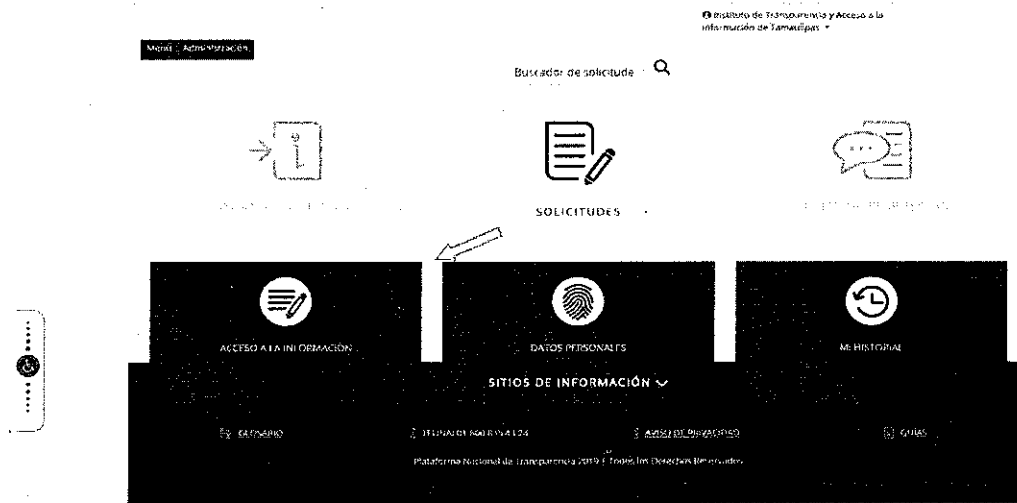 Instituto de Transparencia y Acceso a la
información de Tamaulipas
Menú Administración
Buscador de solicitude
SOLICITUDES
ACCESO A LA INFORMACIÓN
DATOS PERSONALES
MI HISTORIAL
SITIOS DE INFORMACIÓN
GLOSARIO
AVISO DE PRIVACIDAD
GUÍAS
Plataforma Nacional de Transparencia 2019 | Todos los Derechos Reservados